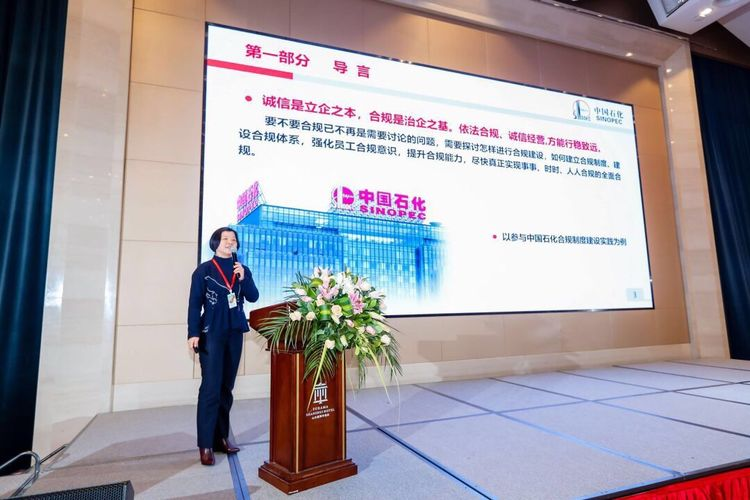 第一部分 导 言
中国石化
SINOPEC
● 诚信是立企之本，合规是治企之基。依法合规、诚信经营,方能行稳致远。
要不要合规已不再是需要讨论的问题，需要探讨怎样进行合规建设，如何建立合规制度、建
设合规体系，强化员工合规意识，提升合规能力，尽快真正实现事事，时时，人人合规的全面合
规。
中国石化
SINOPEC
● 以参与中国石化合规制度建设实践为例
3